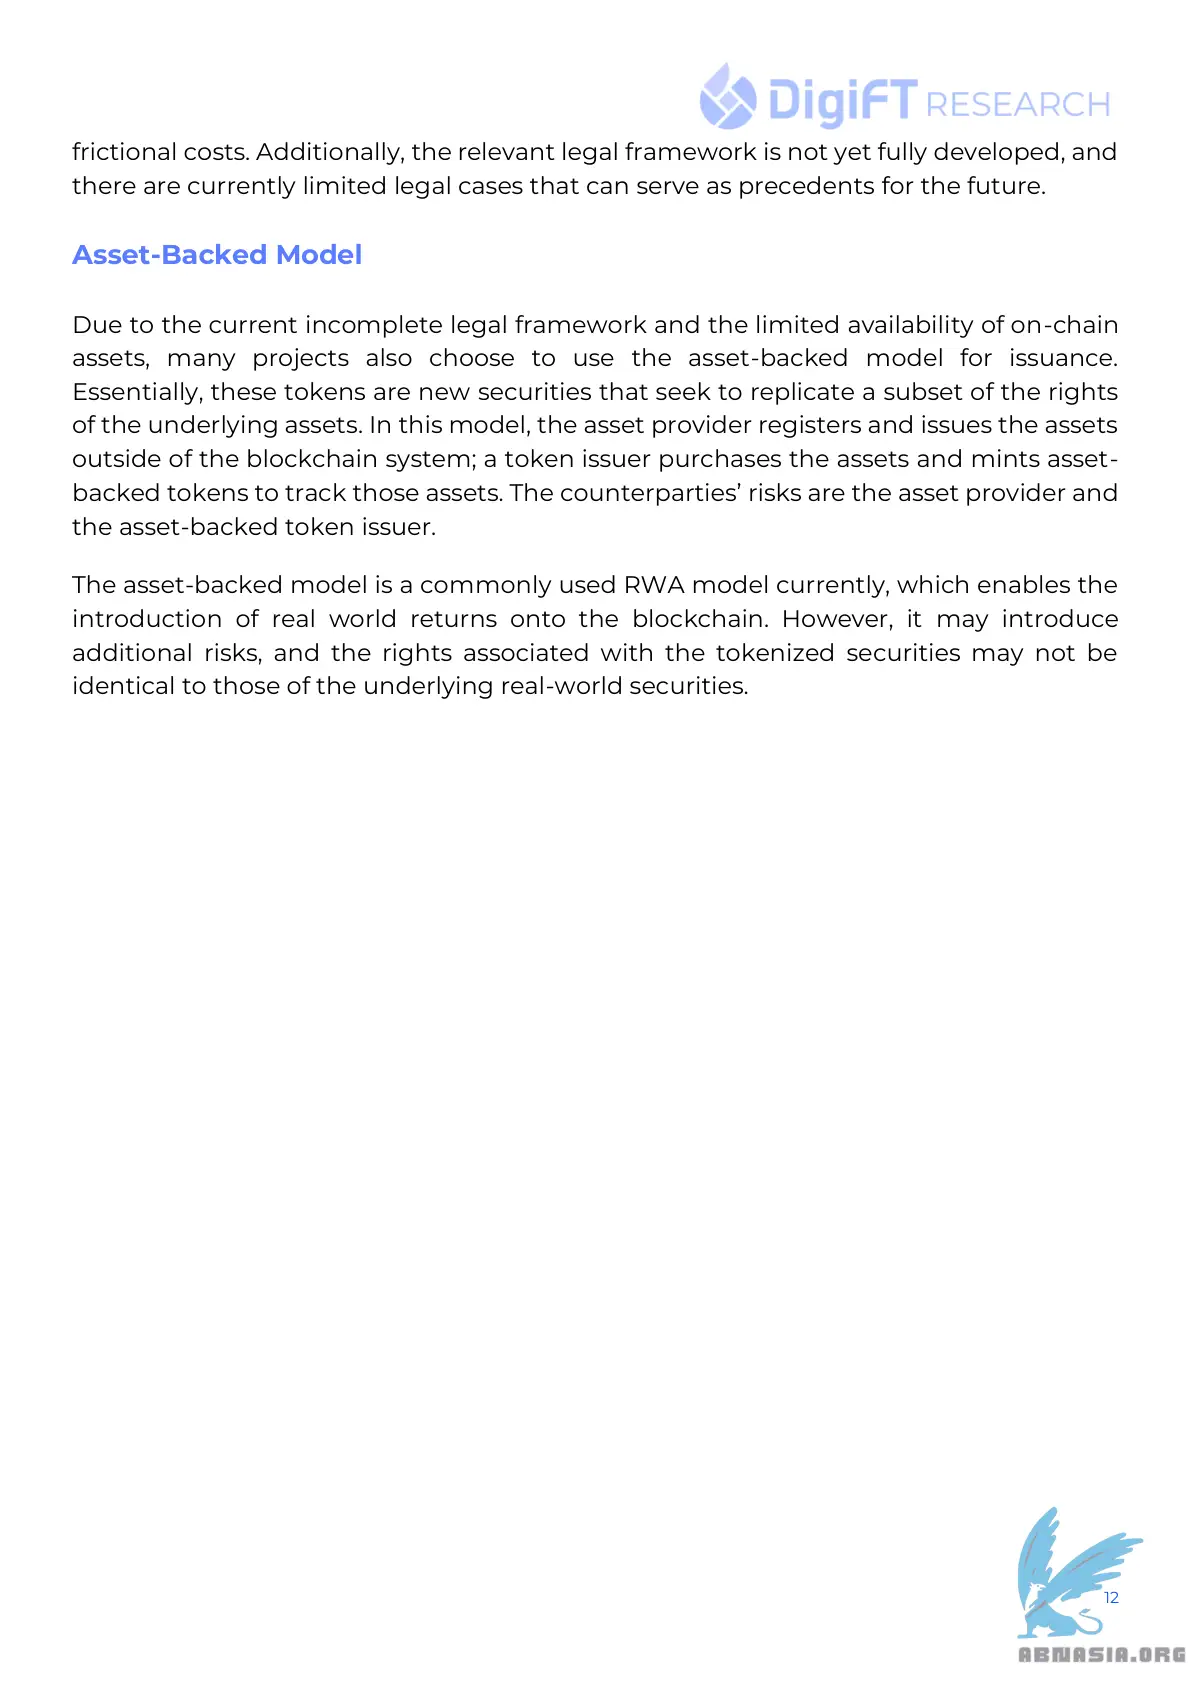 DigiFT RESEARCH
frictional costs. Additionally, the relevant legal framework is not yet fully developed, and
there are currently limited legal cases that can serve as precedents for the future.
Asset-Backed Model
Due to the current incomplete legal framework and the limited availability of on-chain
assets, many projects also choose to use the asset-backed model for issuance.
Essentially, these tokens are new securities that seek to replicate a subset of the rights
of the underlying assets. In this model, the asset provider registers and issues the assets
outside of the blockchain system; a token issuer purchases the assets and mints asset-
backed tokens to track those assets. The counterparties’ risks are the asset provider and
the asset-backed token issuer.
The asset-backed model is a commonly used RWA model currently, which enables the
introduction of real world returns onto the blockchain. However, it may introduce
additional risks, and the rights associated with the tokenized securities may not be
identical to those of the underlying real-world securities.
12
ABNASIA.ORG